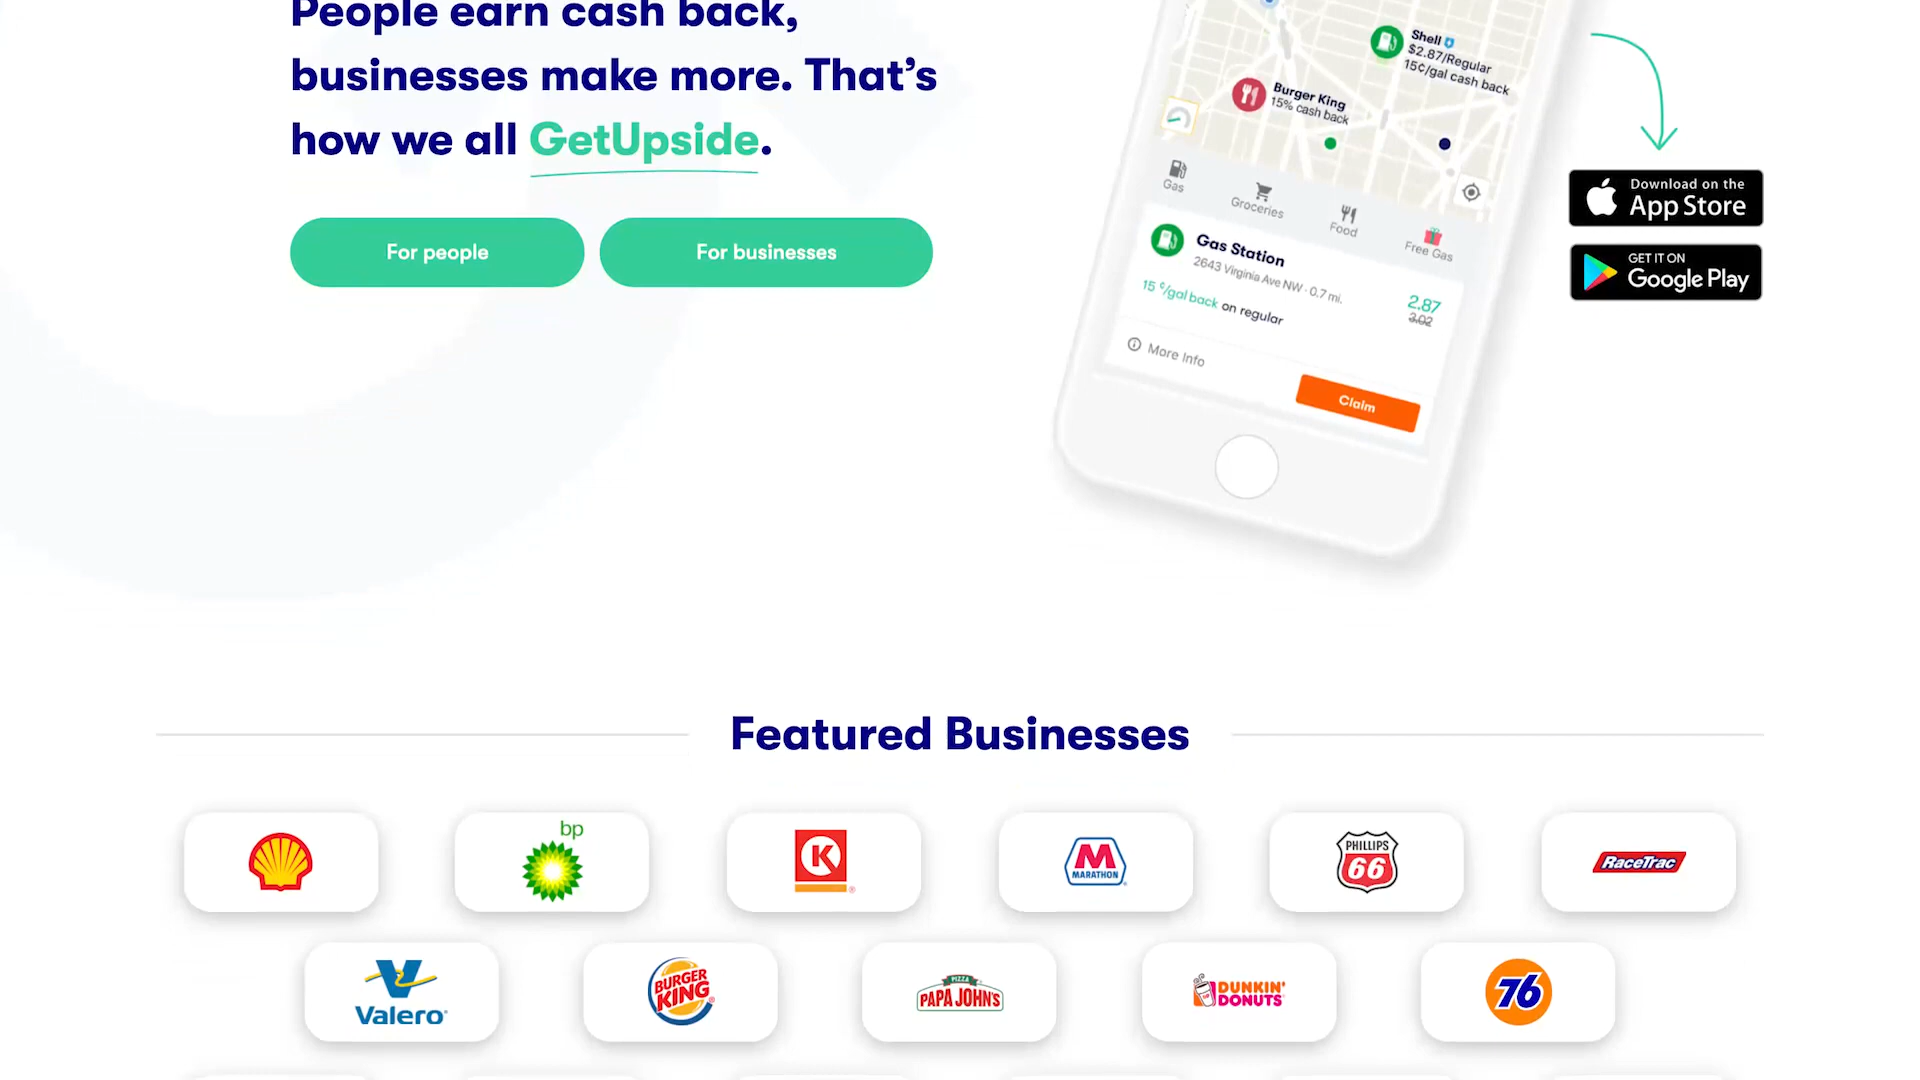 People earn cash back,
businesses make more. That's
how we all GetUpside.
For people
For businesses
Shell
$2.87/Regular
15¢/gal cash back
Burger King
15% cash back
Gas
Groceries
Food
Free Gas
Gas Station
2643 Virginia Ave NW · 0.7 mi.
15 ¢/gal back on regular
2.87
3.02
More Info
Claim
Download on the
App Store
GET IT ON
Google Play
Featured Businesses
bp
K
M
MARATHON
PHILLIPS
66
RaceTrac
V
Valero
BURGER
KING
PIZZA
PAPA JOHN'S
DUNKIN'
DONUTS
76